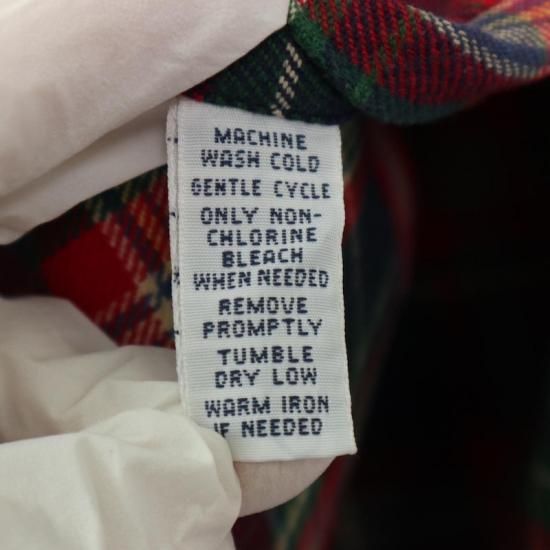 MACHINE
WASH COLD
GENTLE CYCLE
ONLY NON-
CHLORINE
BLEACH
WHEN NEEDED
REMOVE
PROMPTLY
TUMBLE
DRY LOW
WARM IRON
IF NEEDED